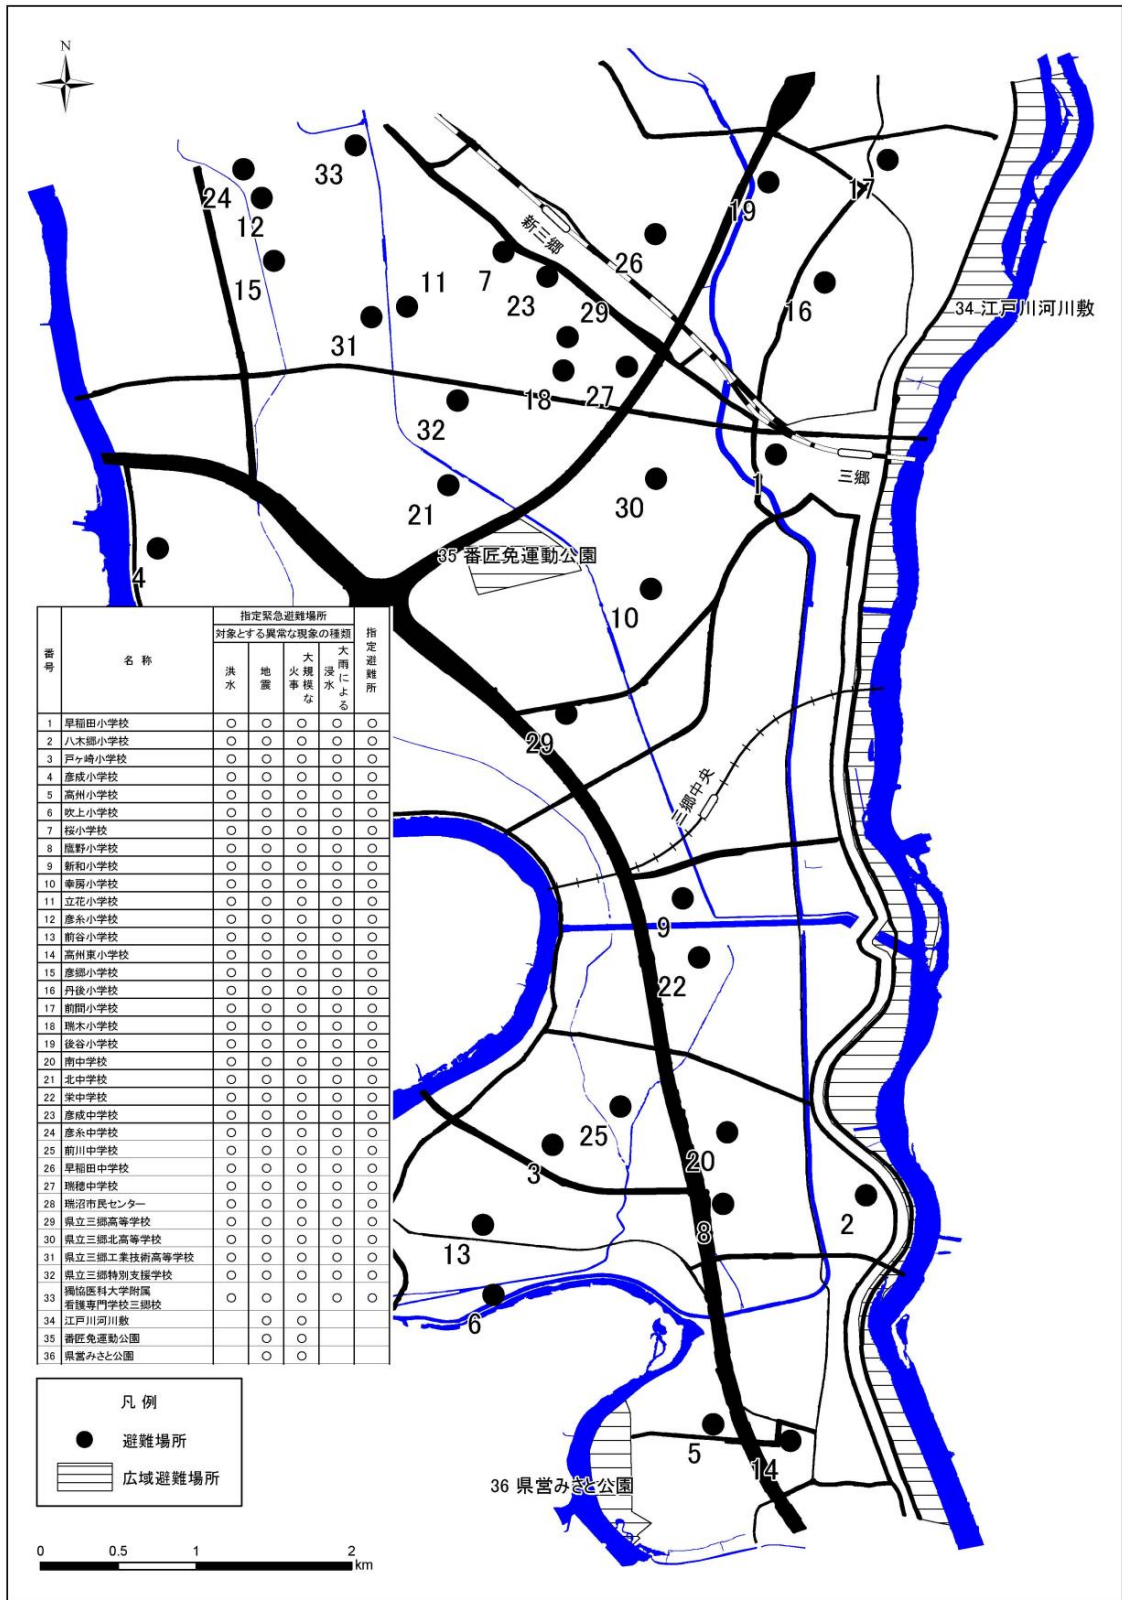 N
33
24
12
15
新三郷
19
17
26
7
11
23
29
16
34 江戸川河川敷
31
18
27
32
1
三郷
21
30
35 番匠免運動公園
4
10
29
三郷中央
9
22
25
3
20
8
2
13
6
5
14
36 県営みさと公園
番号 名称 指定緊急避難場所 指定避難所
対象とする異常な現象の種類
洪水 地震 大規模な火事 大雨による浸水
1 早稲田小学校 ○ ○ ○ ○ ○
2 八木郷小学校 ○ ○ ○ ○ ○
3 戸ヶ崎小学校 ○ ○ ○ ○ ○
4 彦成小学校 ○ ○ ○ ○ ○
5 高州小学校 ○ ○ ○ ○ ○
6 吹上小学校 ○ ○ ○ ○ ○
7 桜小学校 ○ ○ ○ ○ ○
8 鷹野小学校 ○ ○ ○ ○ ○
9 新和小学校 ○ ○ ○ ○ ○
10 幸房小学校 ○ ○ ○ ○ ○
11 立花小学校 ○ ○ ○ ○ ○
12 彦糸小学校 ○ ○ ○ ○ ○
13 前谷小学校 ○ ○ ○ ○ ○
14 高州東小学校 ○ ○ ○ ○ ○
15 彦郷小学校 ○ ○ ○ ○ ○
16 丹後小学校 ○ ○ ○ ○ ○
17 前間小学校 ○ ○ ○ ○ ○
18 瑞木小学校 ○ ○ ○ ○ ○
19 後谷小学校 ○ ○ ○ ○ ○
20 南中学校 ○ ○ ○ ○ ○
21 北中学校 ○ ○ ○ ○ ○
22 栄中学校 ○ ○ ○ ○ ○
23 彦成中学校 ○ ○ ○ ○ ○
24 彦糸中学校 ○ ○ ○ ○ ○
25 前川中学校 ○ ○ ○ ○ ○
26 早稲田中学校 ○ ○ ○ ○ ○
27 瑞穂中学校 ○ ○ ○ ○ ○
28 瑞沼市民センター ○ ○ ○ ○ ○
29 県立三郷高等学校 ○ ○ ○ ○ ○
30 県立三郷北高等学校 ○ ○ ○ ○ ○
31 県立三郷工業技術高等学校 ○ ○ ○ ○ ○
32 県立三郷特別支援学校 ○ ○ ○ ○ ○
33 獨協医科大学附属
看護専門学校三郷校 ○ ○ ○ ○ ○
34 江戸川河川敷 ○ ○
35 番匠免運動公園 ○ ○
36 県営みさと公園 ○ ○
凡例
避難場所
広域避難場所
0 0.5 1 2
km